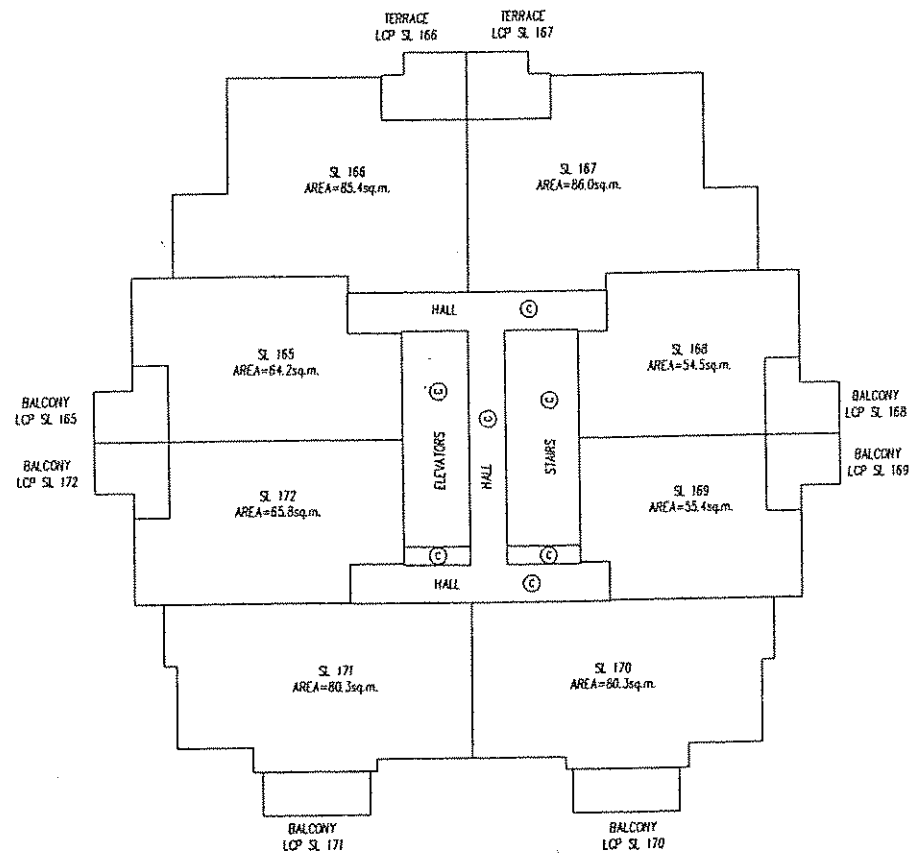 TERRACE
LCP SL 166
TERRACE
LCP SL 167
SL 166
AREA=85.4sq.m.
SL 167
AREA=86.0sq.m.
HALL
C
SL 165
AREA=64.2sq.m.
SL 168
AREA=54.5sq.m.
BALCONY
LCP SL 165
C
ELEVATORS
C
HALL
C
STAIRS
BALCONY
LCP SL 168
BALCONY
LCP SL 172
BALCONY
LCP SL 169
SL 172
AREA=65.8sq.m.
SL 169
AREA=55.4sq.m.
C
C
HALL
C
SL 171
AREA=80.3sq.m.
SL 170
AREA=80.3sq.m.
BALCONY
LCP SL 171
BALCONY
LCP SL 170